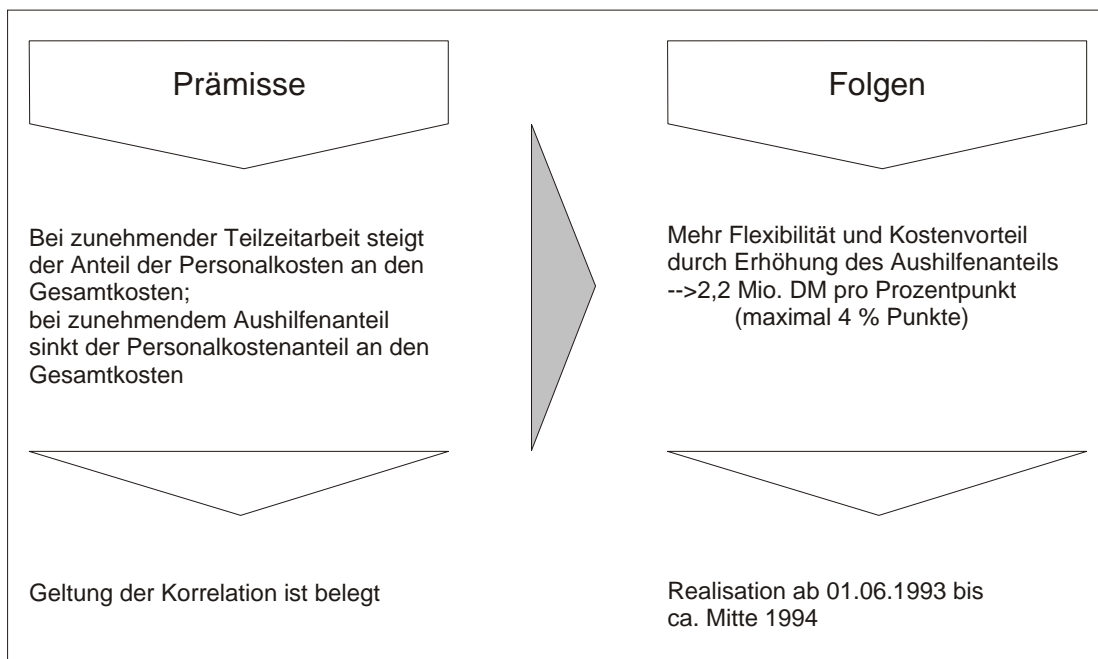 Prämisse
Bei zunehmender Teilzeitarbeit steigt
der Anteil der Personalkosten an den
Gesamtkosten;
bei zunehmendem Aushilfenanteil
sinkt der Personalkostenanteil an den
Gesamtkosten
Geltung der Korrelation ist belegt
Folgen
Mehr Flexibilität und Kostenvorteil
durch Erhöhung des Aushilfenanteils
-->2,2 Mio. DM pro Prozentpunkt
(maximal 4 % Punkte)
Realisation ab 01.06.1993 bis
ca. Mitte 1994